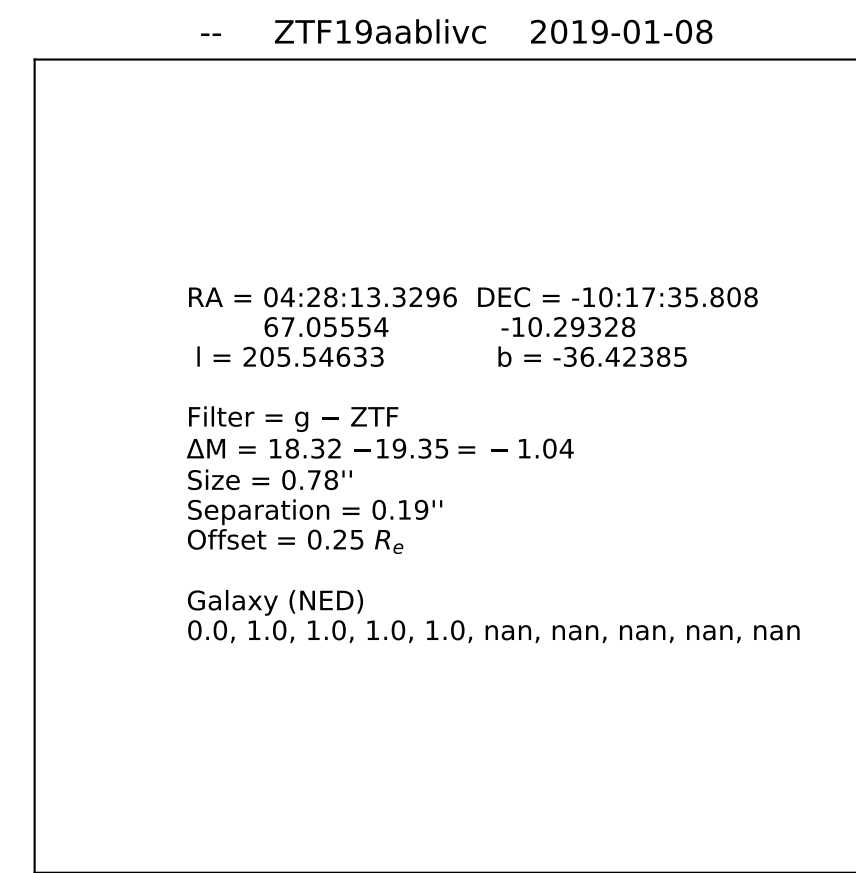 -- ZTF19aablivc 2019-01-08
RA = 04:28:13.3296 DEC = -10:17:35.808
67.05554 -10.29328
l = 205.54633 b = -36.42385
Filter = g − ZTF
ΔM = 18.32 −19.35 = − 1.04
Size = 0.78''
Separation = 0.19''
Offset = 0.25 Re
Galaxy (NED)
0.0, 1.0, 1.0, 1.0, 1.0, nan, nan, nan, nan, nan